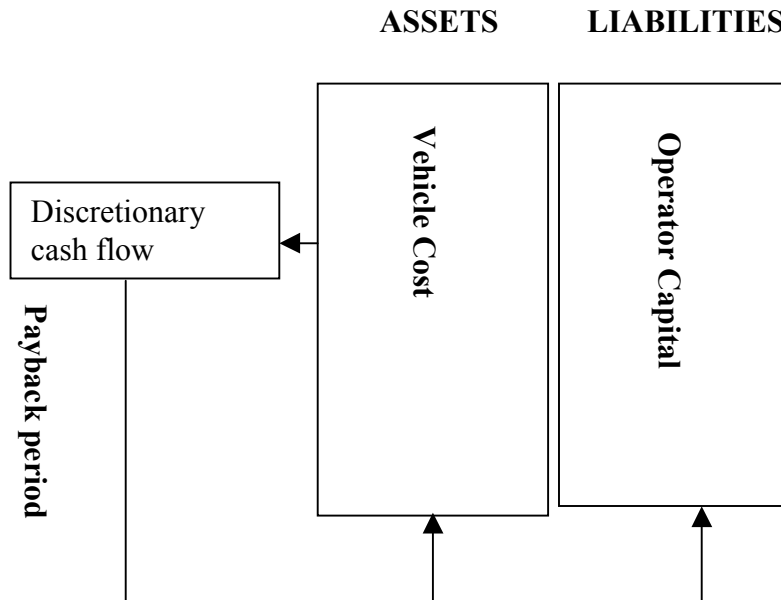 ASSETS
LIABILITIES
Vehicle Cost
Operator Capital
Discretionary
cash flow
Payback period